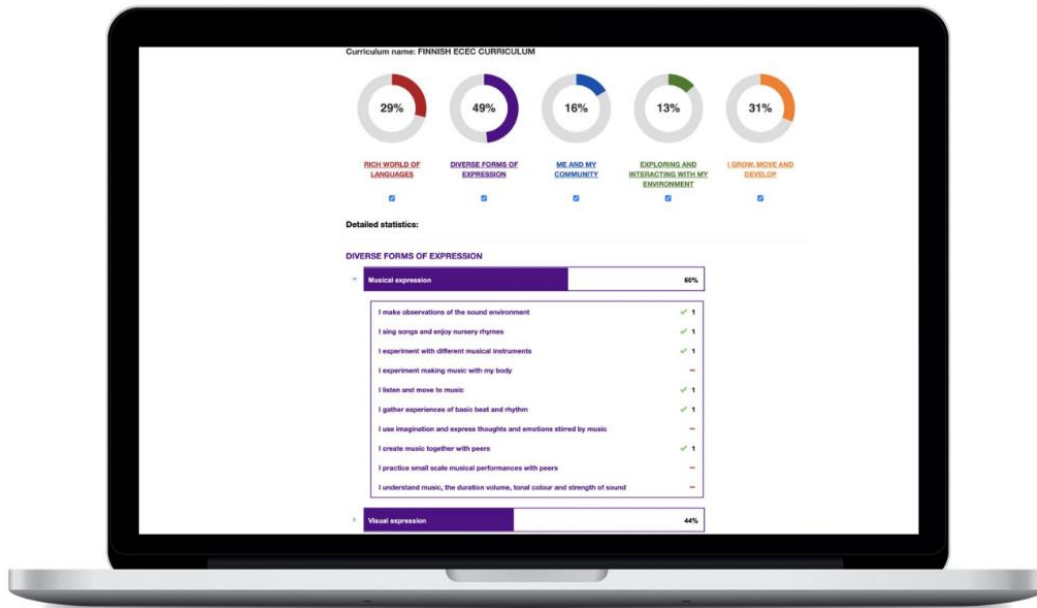 Curriculum name: FINNISH ECEC CURRICULUM
29%
49%
16%
13%
31%
RICH WORLD OF
LANGUAGES
DIVERSE FORMS OF
EXPRESSION
ME AND MY
COMMUNITY
EXPLORING AND
INTERACTING WITH MY
ENVIRONMENT
I GROW, MOVE AND
DEVELOP
Detailed statistics:
DIVERSE FORMS OF EXPRESSION
Musical expression 60%
I make observations of the sound environment ✓ 1
I sing songs and enjoy nursery rhymes ✓ 1
I experiment with different musical instruments ✓ 1
I experiment making music with my body –
I listen and move to music ✓ 1
I gather experiences of basic beat and rhythm ✓ 1
I use imagination and express thoughts and emotions stirred by music –
I create music together with peers ✓ 1
I practice small scale musical performances with peers –
I understand music, the duration volume, tonal colour and strength of sound –
Visual expression 44%